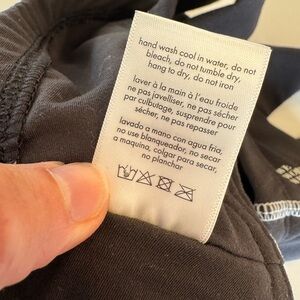 hand wash cool in water, do not
bleach, do not tumble dry,
hang to dry, do not iron
laver à la main à l'eau froide
ne pas javelliser, ne pas sécher
par culbulage, suspendre pour
sécher, ne pas repasser
lavado a mano con agua fria,
no use blanqueador, no secar
a maquina, colgar para secar,
no planchar